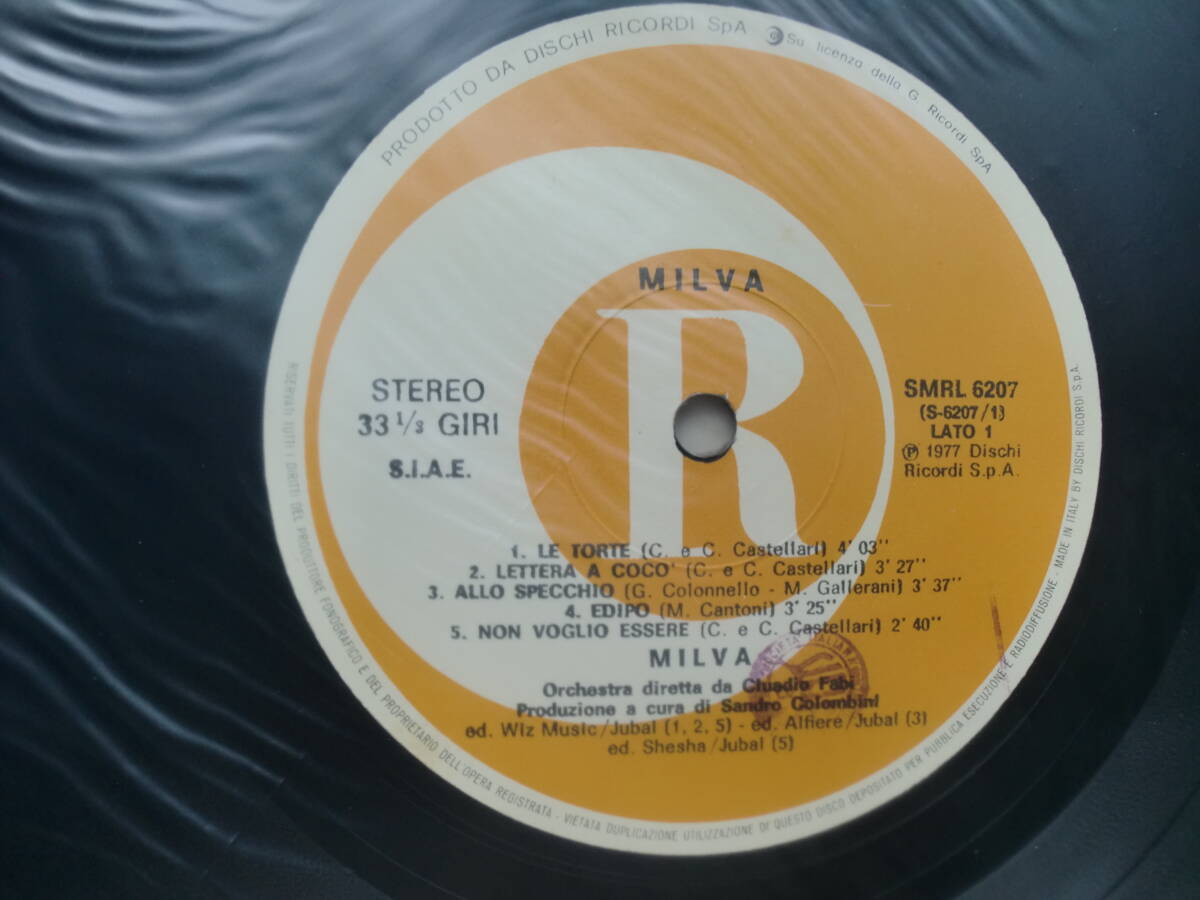 PRODOTTO DA DISCHI RICORDI SpA Su licenza della G. Ricordi SpA
MILVA
R
STEREO
33 1/3 GIRI
S.I.A.E.
SMRL 6207
(S-6207/1)
LATO 1
Ⓟ 1977 Dischi
Ricordi S.p.A.
1. LE TORTE (C. e C. Castellari) 4' 03''
2. LETTERA A COCO' (C. e C. Castellari) 3' 27''
3. ALLO SPECCHIO (G. Colonnello - M. Gallerani) 3' 37''
4. EDIPO (M. Cantoni) 3' 25''
5. NON VOGLIO ESSERE (C. e C. Castellari) 2' 40''
MILVA
Orchestra diretta da Cluadio Fabi
Produzione a cura di Sandro Colombini
ed. Wiz Music/Jubal (1, 2, 5) - ed. Alfiere/Jubal (3)
ed. Shesha/Jubal (5)
RISERVATI TUTTI I DIRITTI DEL PRODUTTORE FONOGRAFICO E DEL PROPRIETARIO DELL'OPERA REGISTRATA - VIETATA DUPLICAZIONE UTILIZZAZIONE DI QUESTO DISCO DEPOSITATO PER PUBBLICA ESECUZIONE E RADIODIFFUSIONE - MADE IN ITALY BY DISCHI RICORDI S.p.A.